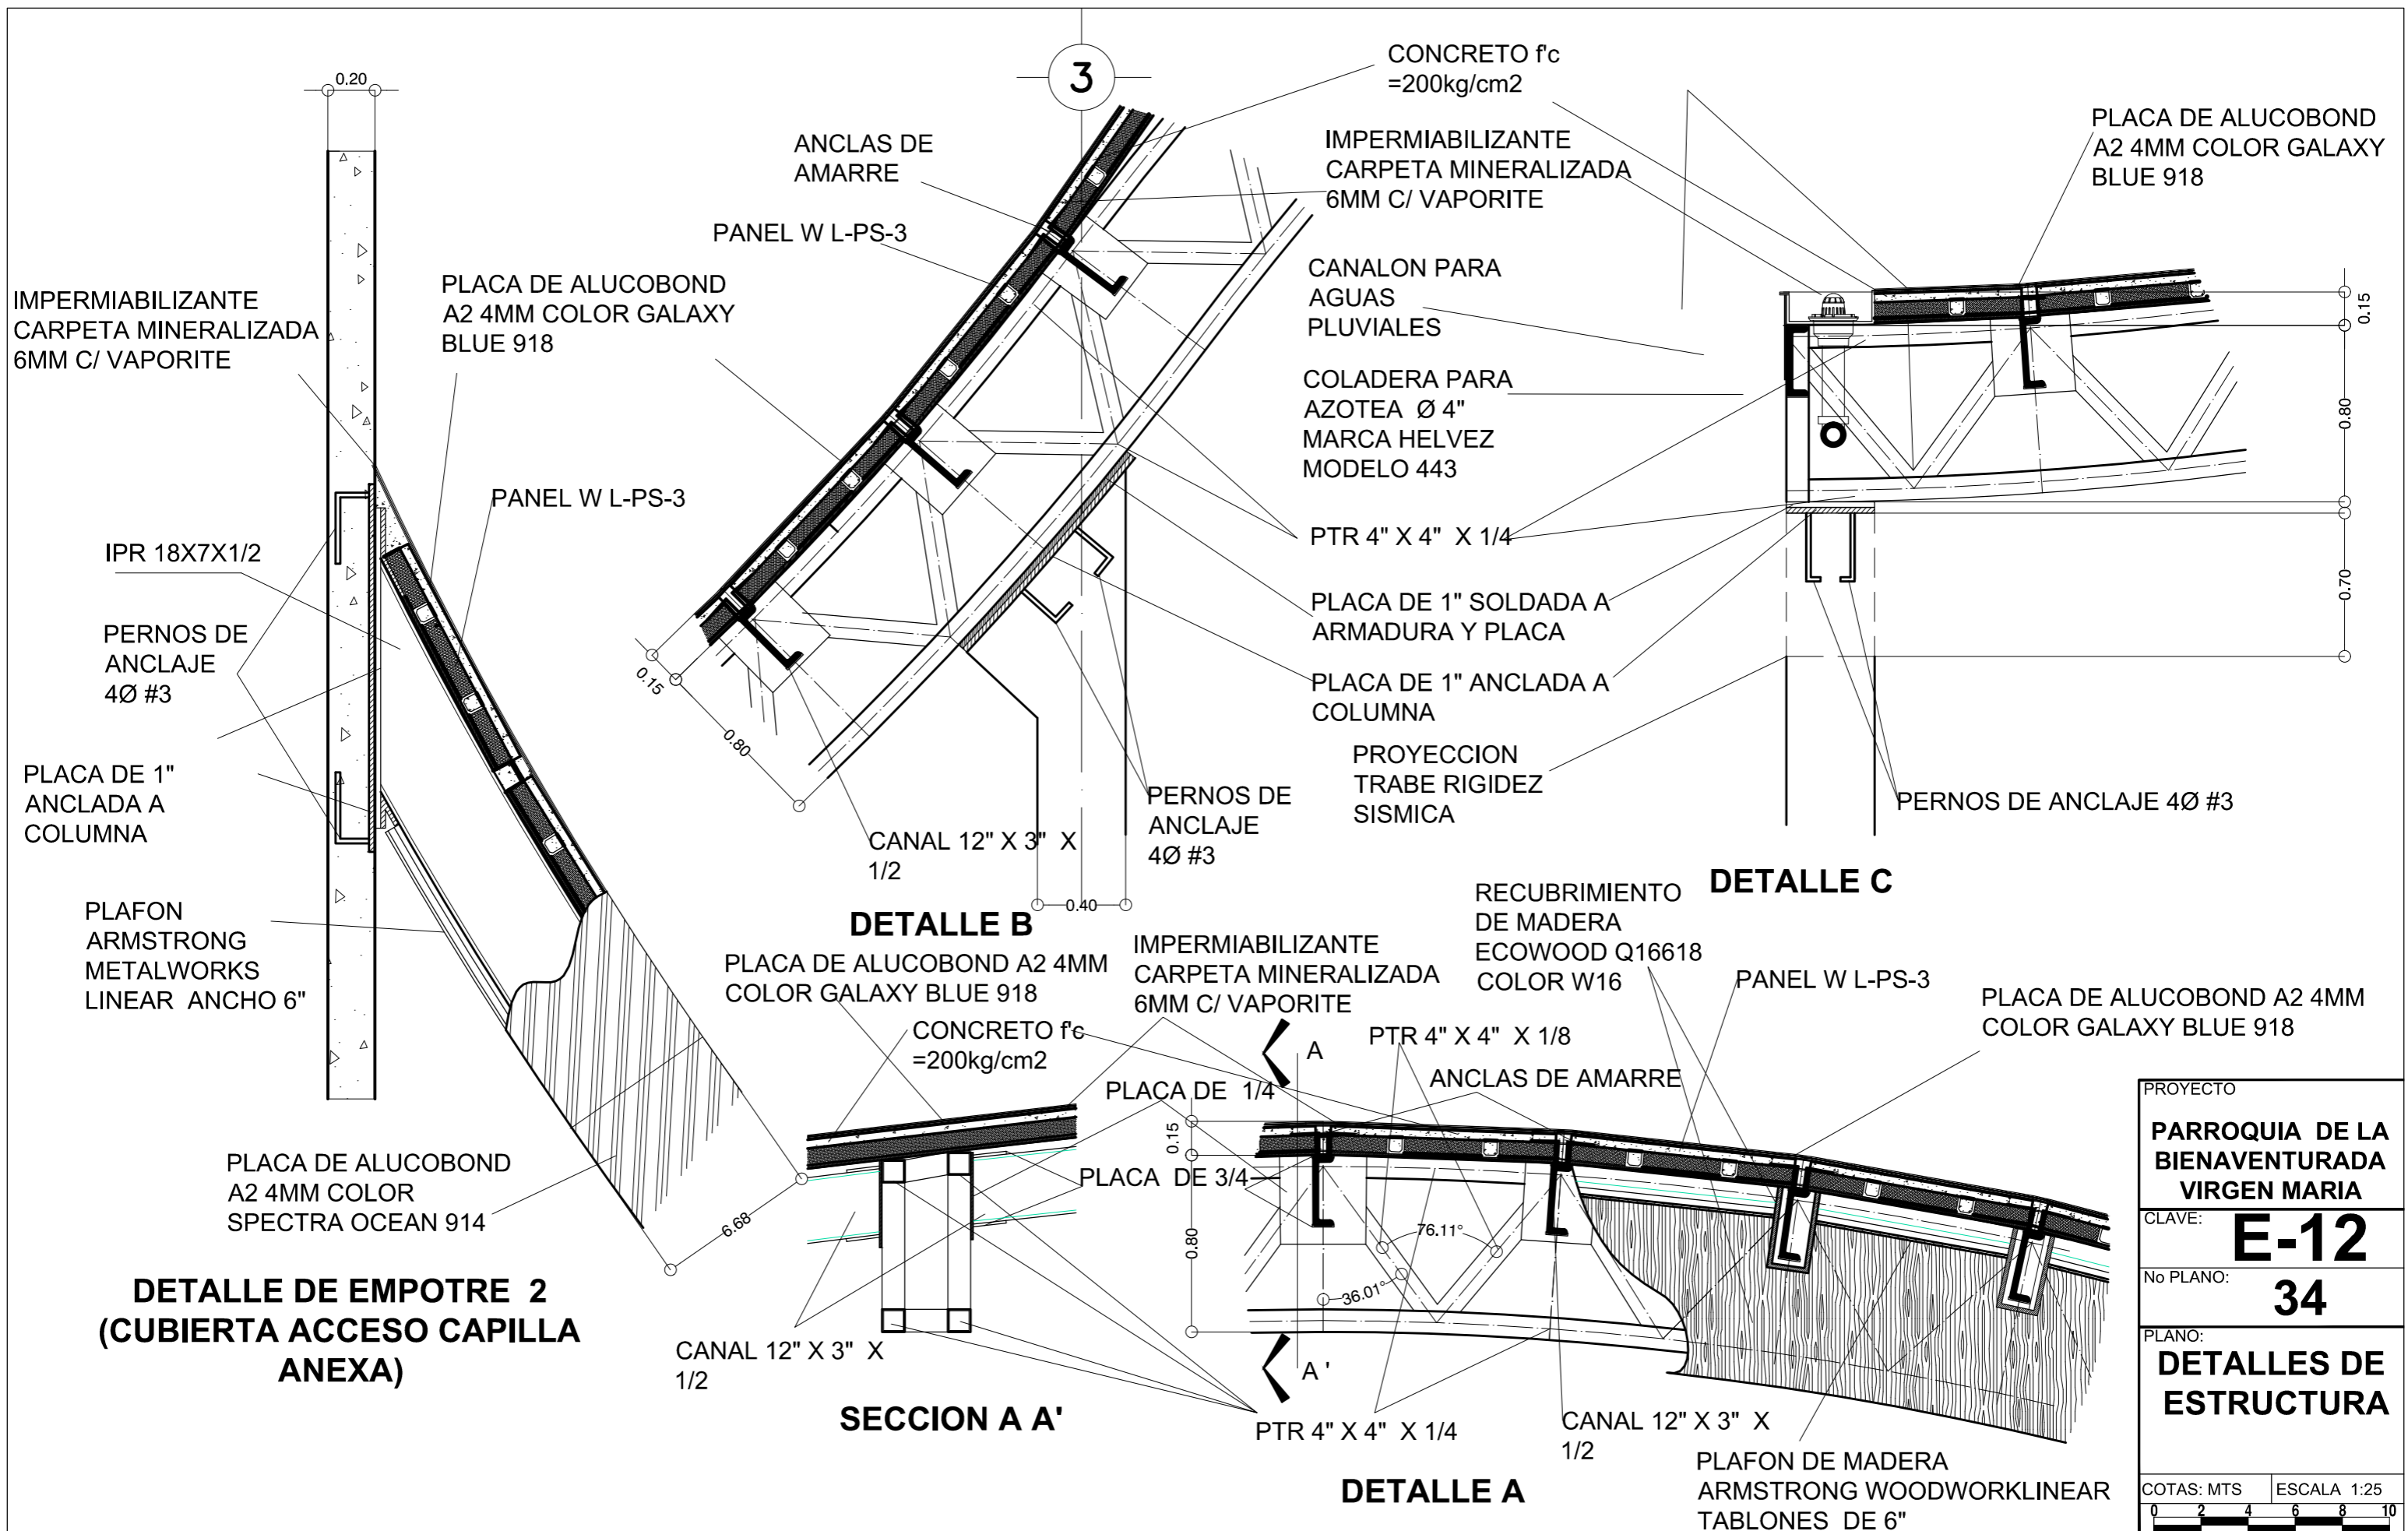 0.20
3
CONCRETO f'c
=200kg/cm2
ANCLAS DE
AMARRE
IMPERMIABILIZANTE
CARPETA MINERALIZADA
6MM C/ VAPORITE
PLACA DE ALUCOBOND
A2 4MM COLOR GALAXY
BLUE 918
PANEL W L-PS-3
CANALON PARA
AGUAS
PLUVIALES
IMPERMIABILIZANTE
CARPETA MINERALIZADA
6MM C/ VAPORITE
PLACA DE ALUCOBOND
A2 4MM COLOR GALAXY
BLUE 918
0.15
COLADERA PARA
AZOTEA Ø 4"
MARCA HELVEZ
MODELO 443
0.80
PANEL W L-PS-3
IPR 18X7X1/2
PTR 4" X 4" X 1/4
PERNOS DE
ANCLAJE
4Ø #3
PLACA DE 1" SOLDADA A
ARMADURA Y PLACA
0.70
0.15
0.80
PLACA DE 1" ANCLADA A
COLUMNA
PLACA DE 1"
ANCLADA A
COLUMNA
PROYECCION
TRABE RIGIDEZ
SISMICA
PERNOS DE
ANCLAJE
4Ø #3
PERNOS DE ANCLAJE 4Ø #3
CANAL 12" X 3" X
1/2
0.40
DETALLE B
DETALLE C
PLAFON
ARMSTRONG
METALWORKS
LINEAR ANCHO 6"
PLACA DE ALUCOBOND A2 4MM
COLOR GALAXY BLUE 918
IMPERMIABILIZANTE
CARPETA MINERALIZADA
6MM C/ VAPORITE
RECUBRIMIENTO
DE MADERA
ECOWOOD Q16618
COLOR W16
PANEL W L-PS-3
PLACA DE ALUCOBOND A2 4MM
COLOR GALAXY BLUE 918
CONCRETO f'c
=200kg/cm2
A
PTR 4" X 4" X 1/8
ANCLAS DE AMARRE
PLACA DE 1/4
0.15
PLACA DE 3/4
0.80
76.11°
36.01°
PLACA DE ALUCOBOND
A2 4MM COLOR
SPECTRA OCEAN 914
6.68
DETALLE DE EMPOTRE 2
(CUBIERTA ACCESO CAPILLA
ANEXA)
CANAL 12" X 3" X
1/2
SECCION A A'
A '
PTR 4" X 4" X 1/4
CANAL 12" X 3" X
1/2
DETALLE A
PLAFON DE MADERA
ARMSTRONG WOODWORKLINEAR
TABLONES DE 6"
PROYECTO
PARROQUIA DE LA
BIENAVENTURADA
VIRGEN MARIA
CLAVE:
E-12
No PLANO:
34
PLANO:
DETALLES DE
ESTRUCTURA
COTAS: MTS
ESCALA 1:25
0 2 4 6 8 10